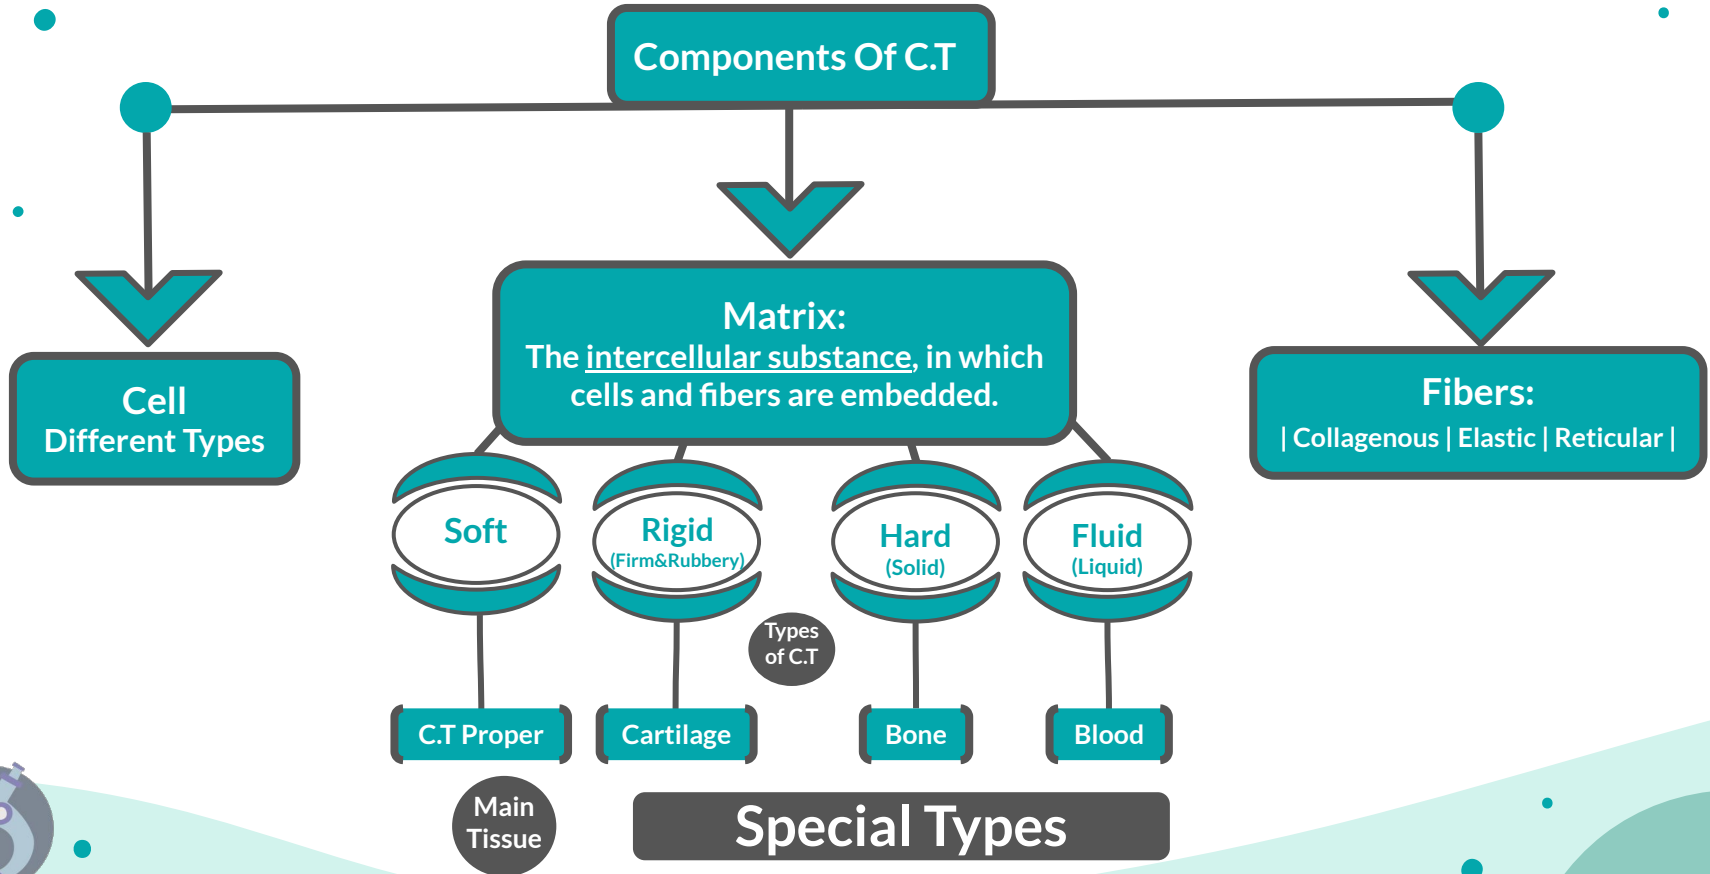 Components Of C.T
Matrix:
The intercellular substance, in which
cells and fibers are embedded.
Cell
Different Types
Fibers:
| Collagenous | Elastic | Reticular |
Soft
Rigid
(Firm&Rubbery)
Hard
(Solid)
Fluid
(Liquid)
Types
of C.T
C.T Proper
Cartilage
Bone
Blood
Main
Tissue
Special Types